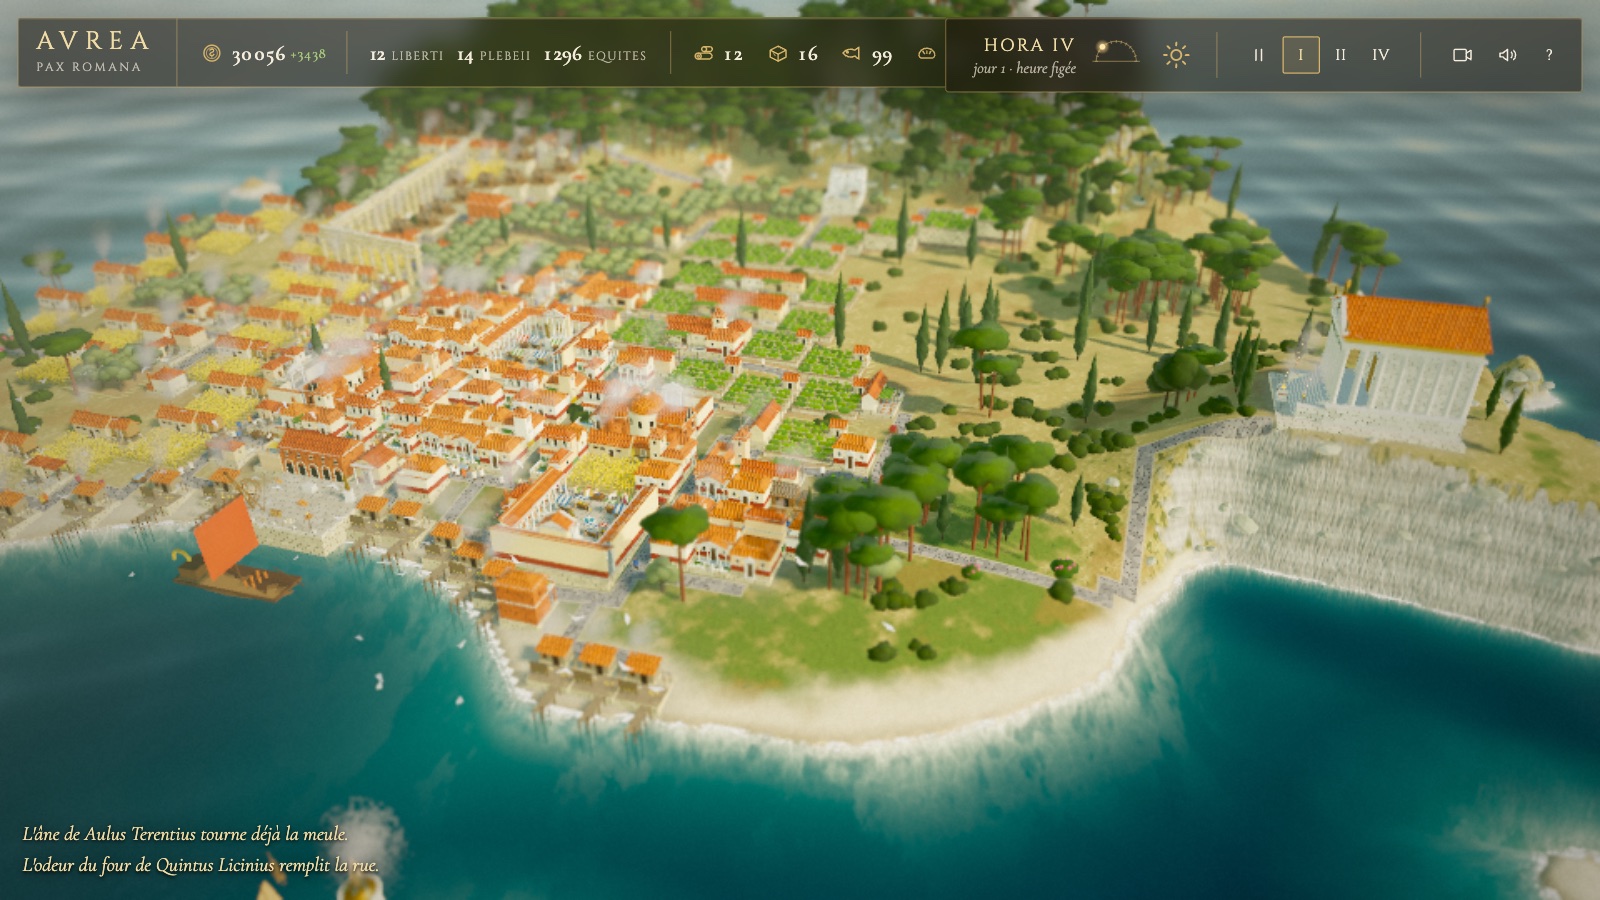 AVREA
PAX ROMANA
30056 +3438
12 LIBERTI 14 PLEBEII 1296 EQUITES
12 16 99
HORA IV
jour 1 · heure figée
II I II IV ?
L'âne de Aulus Terentius tourne déjà la meule.
L'odeur du four de Quintus Licinius remplit la rue.